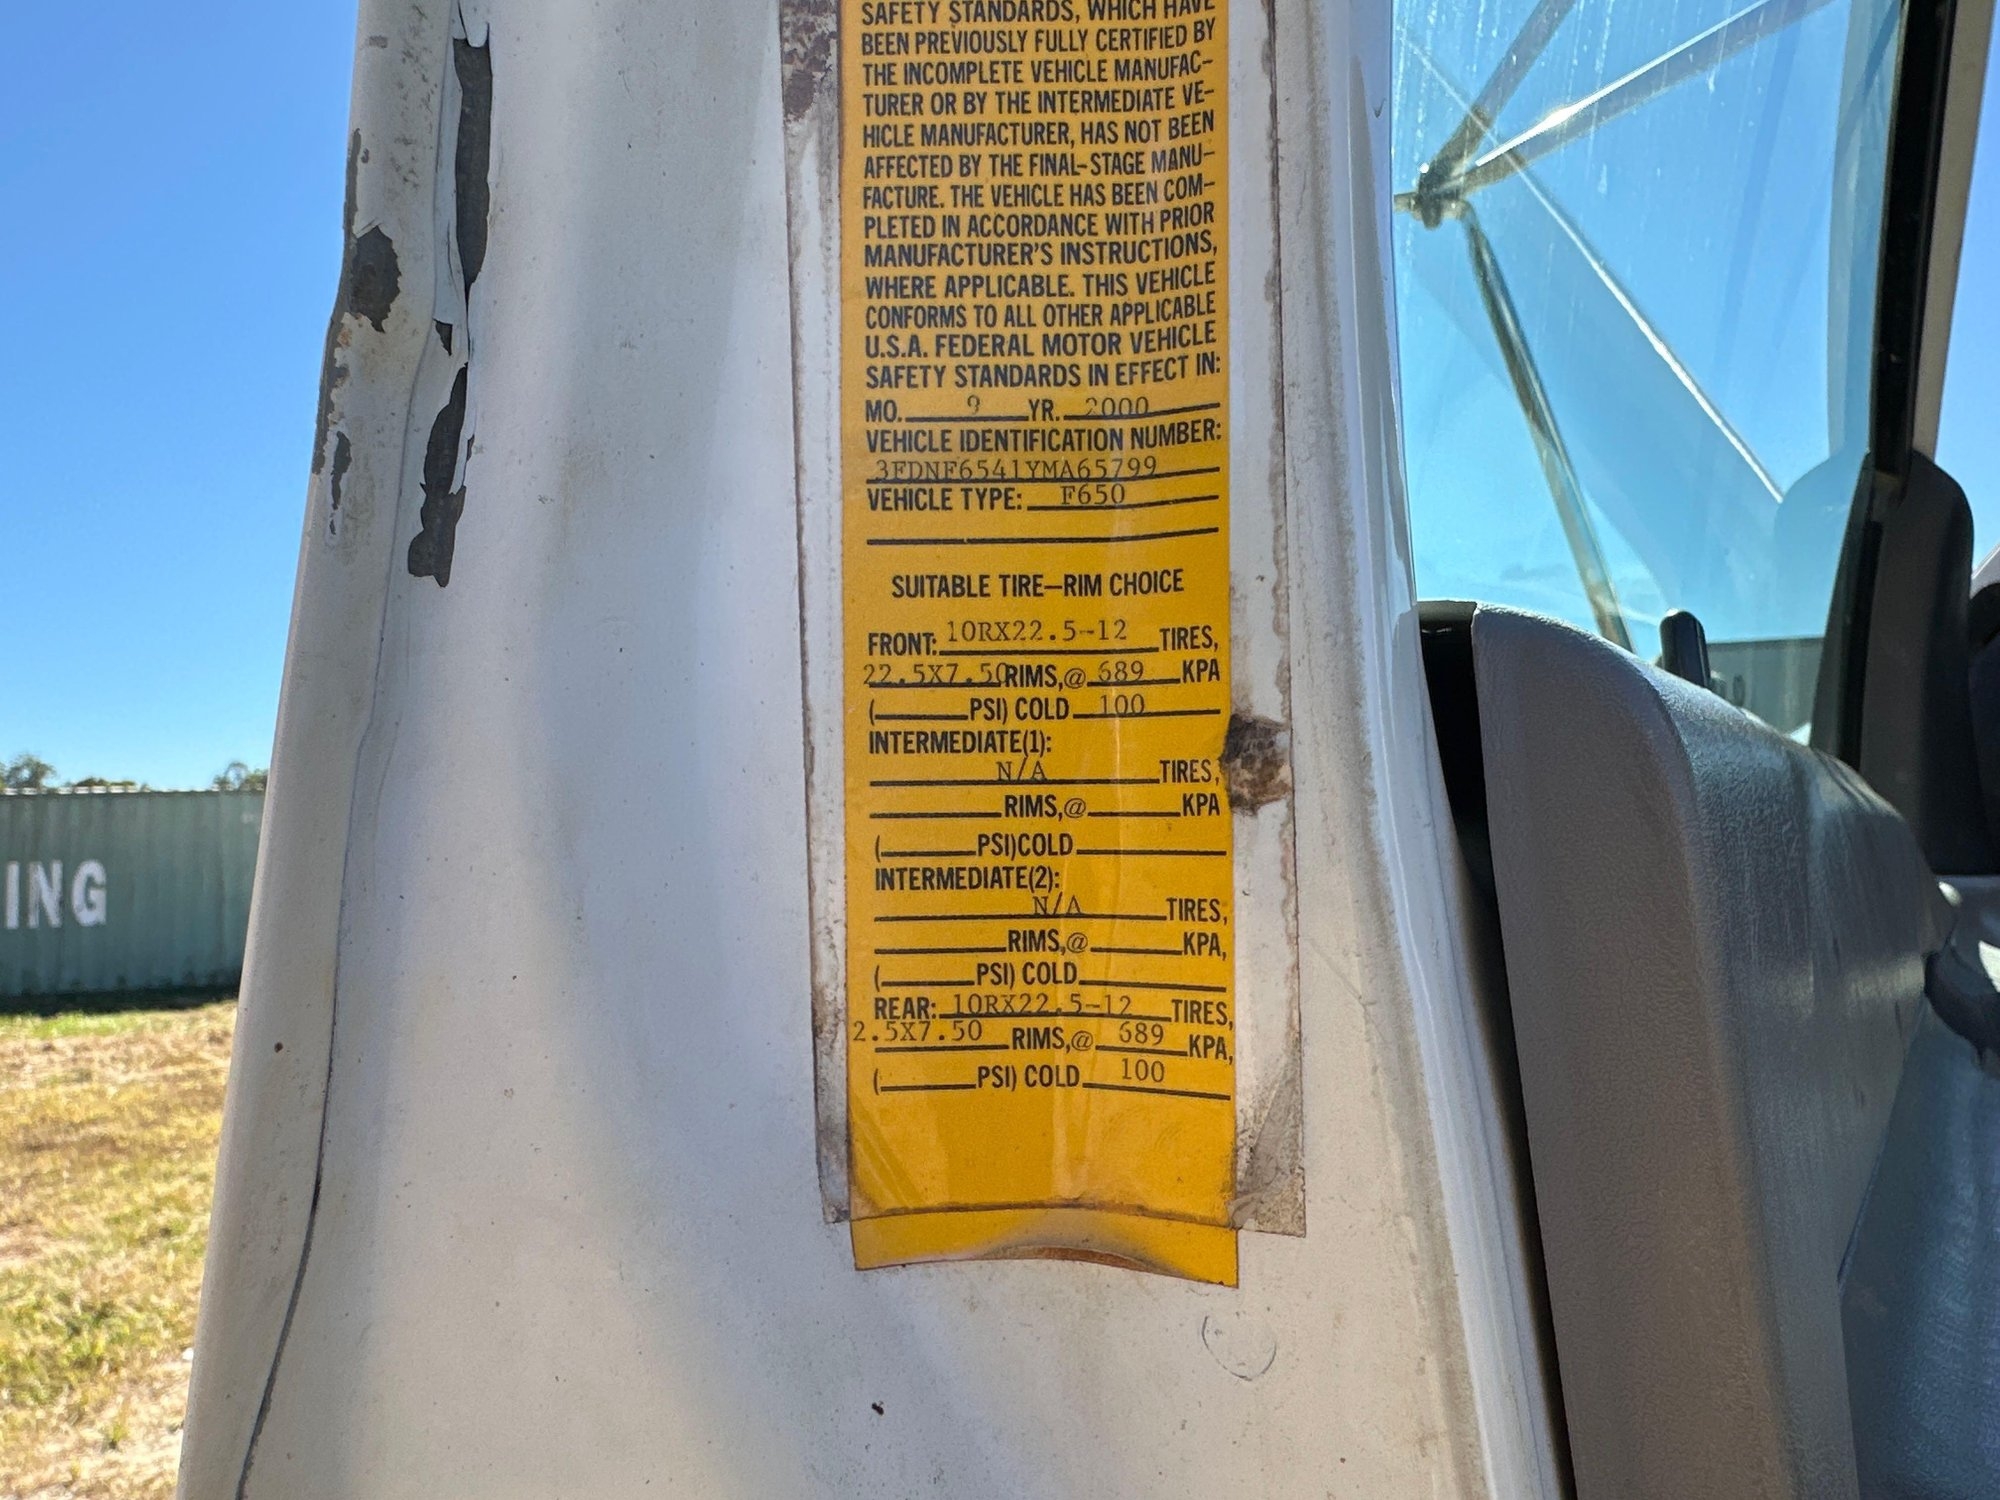 SAFETY STANDARDS, WHICH HAVE
BEEN PREVIOUSLY FULLY CERTIFIED BY
THE INCOMPLETE VEHICLE MANUFAC-
TURER OR BY THE INTERMEDIATE VE-
HICLE MANUFACTURER, HAS NOT BEEN
AFFECTED BY THE FINAL-STAGE MANU-
FACTURE. THE VEHICLE HAS BEEN COM-
PLETED IN ACCORDANCE WITH PRIOR
MANUFACTURER'S INSTRUCTIONS,
WHERE APPLICABLE. THIS VEHICLE
CONFORMS TO ALL OTHER APPLICABLE
U.S.A. FEDERAL MOTOR VEHICLE
SAFETY STANDARDS IN EFFECT IN:
MO. 9 YR. 2000
VEHICLE IDENTIFICATION NUMBER:
3FDNF6541YMA65799
VEHICLE TYPE: F650
SUITABLE TIRE—RIM CHOICE
FRONT: 10RX22.5-12 TIRES,
22.5X7.50 RIMS,@ 689 KPA
( PSI) COLD 100
INTERMEDIATE(1):
N/A TIRES,
RIMS,@ KPA
( PSI)COLD
INTERMEDIATE(2):
N/A TIRES,
RIMS,@ KPA,
( PSI) COLD
REAR: 10RX22.5-12 TIRES,
2.5X7.50 RIMS,@ 689 KPA,
( PSI) COLD 100
ING